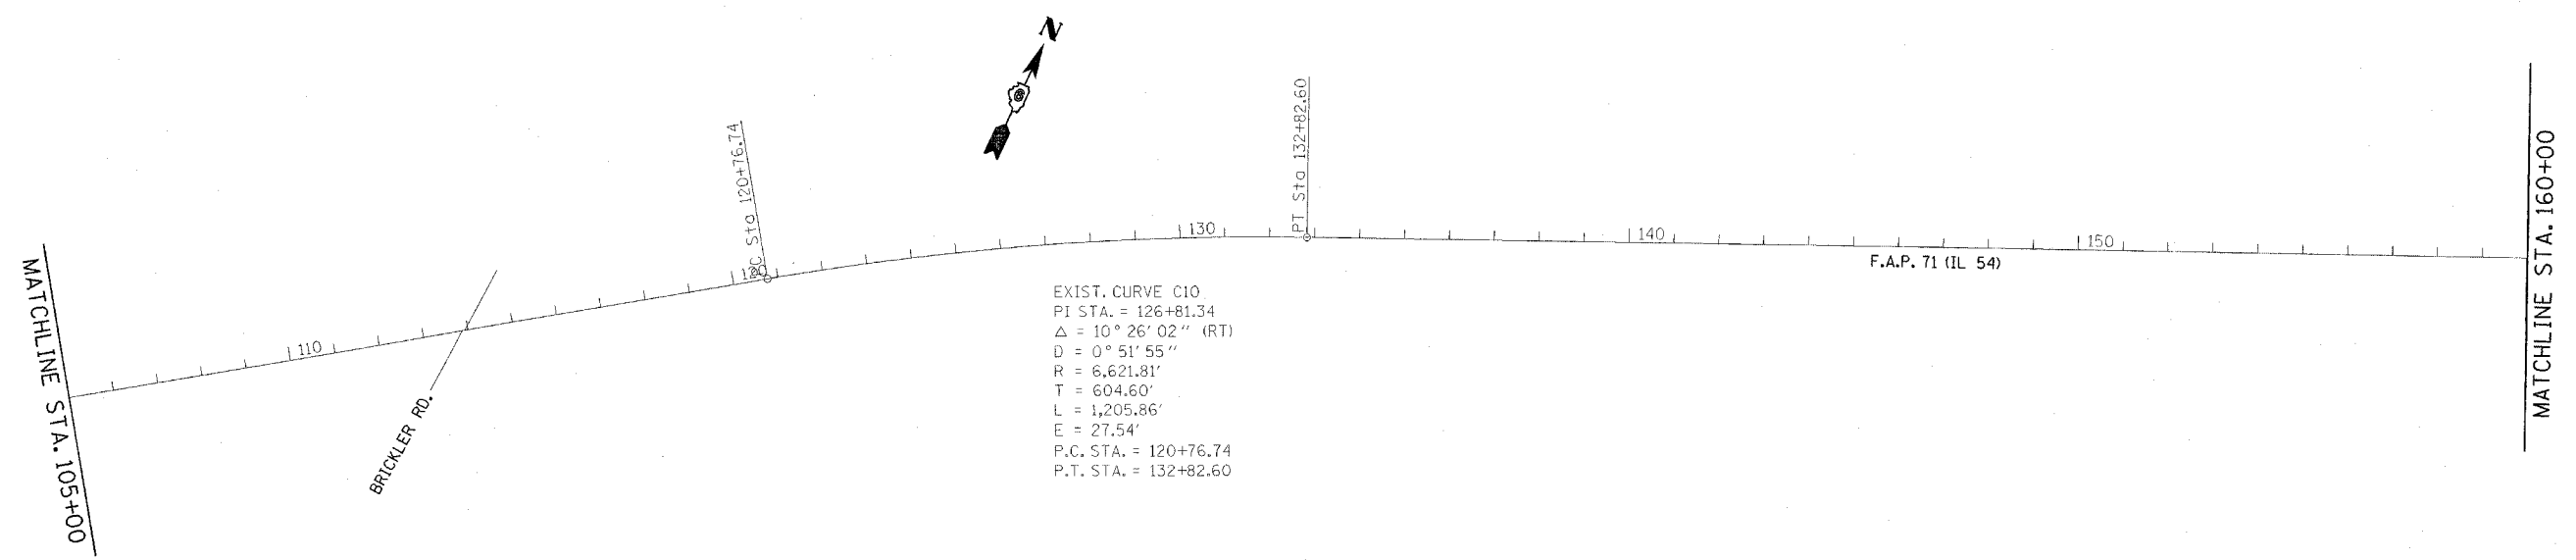 N
PC Sta 120+76.74
PT Sta 132+82.60
MATCHLINE STA. 105+00
110
120
130
140
150
BRICKLER RD.
F.A.P. 71 (IL 54)
MATCHLINE STA. 160+00
EXIST. CURVE C10
PI STA. = 126+81.34
Δ = 10° 26' 02" (RT)
D = 0° 51' 55"
R = 6,621.81'
T = 604.60'
L = 1,205.86'
E = 27.54'
P.C. STA. = 120+76.74
P.T. STA. = 132+82.60